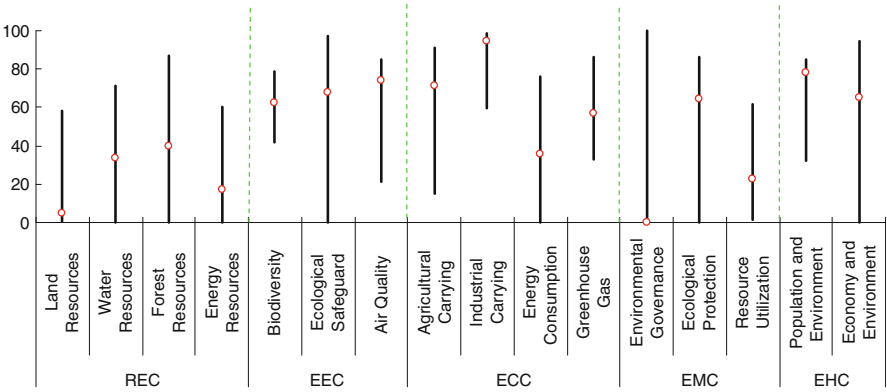 100
80
60
40
20
0
Land
Resources
Water
Resources
Forest
Resources
Energy
Resources
Biodiversity
Ecological
Safeguard
Air Quality
Agricultural
Carrying
Industrial
Carrying
Energy
Consumption
Greenhouse
Gas
Environmental
Governance
Ecological
Protection
Resource
Utilization
Population and
Environment
Economy and
Environment
REC
EEC
ECC
EMC
EHC